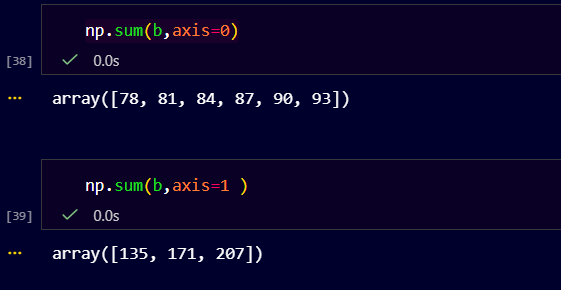 np.sum(b,axis=0)
[38]
0.0s
array([78, 81, 84, 87, 90, 93])
np.sum(b,axis=1 )
[39]
0.0s
array([135, 171, 207])